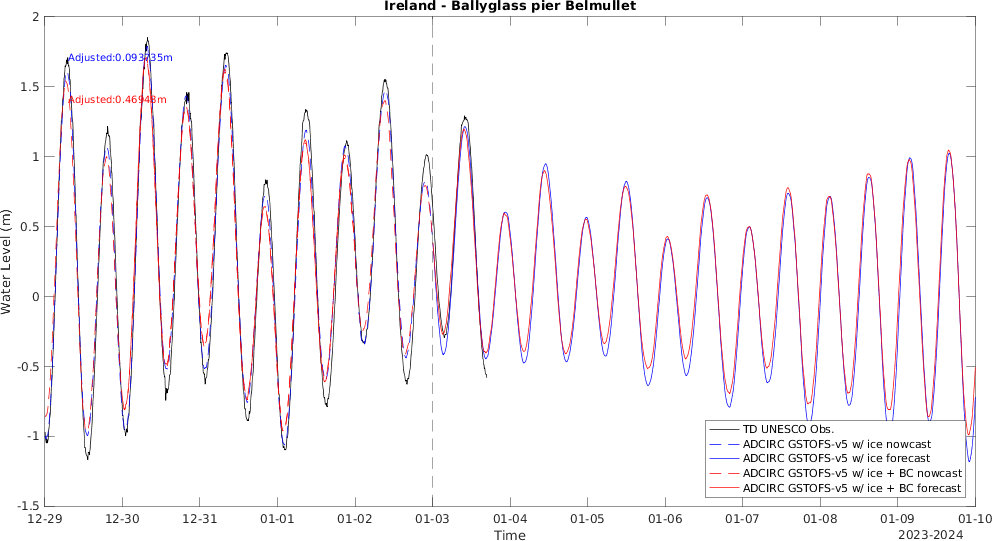 Ireland - Ballyglass pier Belmullet
Adjusted:0.093735m
Adjusted:0.46943m
Water Level (m)
2
1.5
1
0.5
0
-0.5
-1
-1.5
12-29
12-30
12-31
01-01
01-02
01-03
01-04
01-05
01-06
01-07
01-08
01-09
01-10
Time
2023-2024
TD UNESCO Obs.
ADCIRC GSTOFS-v5 w/ ice nowcast
ADCIRC GSTOFS-v5 w/ ice forecast
ADCIRC GSTOFS-v5 w/ ice + BC nowcast
ADCIRC GSTOFS-v5 w/ ice + BC forecast